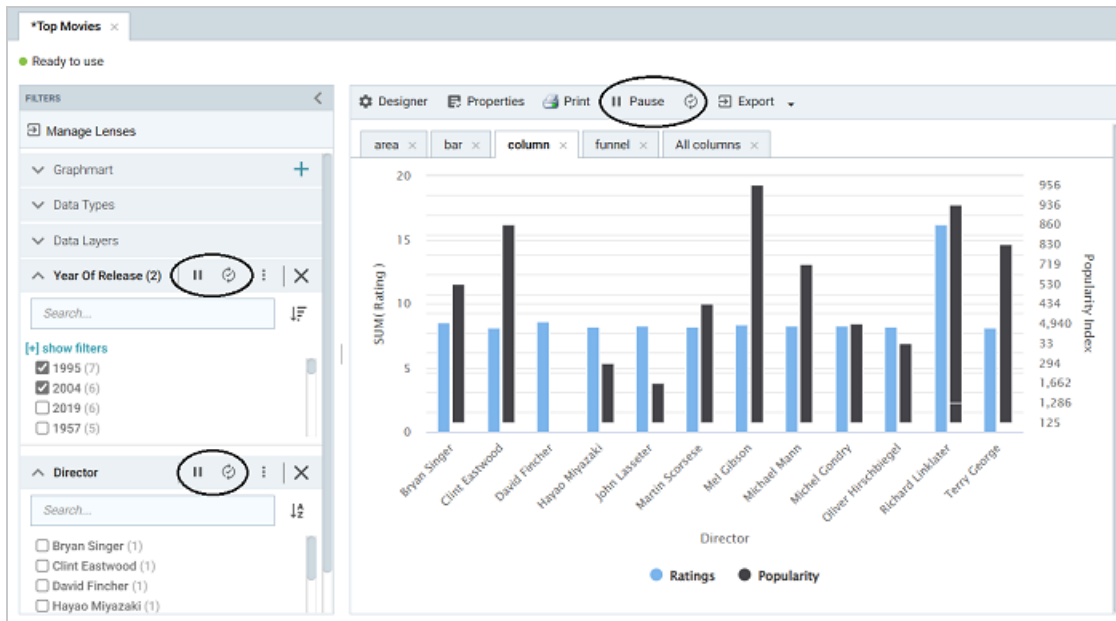 *Top Movies ×
Ready to use
FILTERS
Manage Lenses
Graphmart
Data Types
Data Layers
Year Of Release (2)
Search...
[+] show filters
1995 (7)
2004 (6)
2019 (6)
1957 (5)
Director
Search...
Bryan Singer (1)
Clint Eastwood (1)
David Fincher (1)
Hayao Miyazaki (1)
Designer Properties Print Pause Export
area × bar × column × funnel × All columns ×
SUM( Rating )
20
15
10
5
0
956
936
860
830
719
530
434
4,940
33
294
1,662
1,286
125
Popularity Index
Bryan Singer
Clint Eastwood
David Fincher
Hayao Miyazaki
John Lasseter
Martin Scorsese
Mel Gibson
Michael Mann
Michel Gondry
Oliver Hirschbiegel
Richard Linklater
Terry George
Director
Ratings Popularity